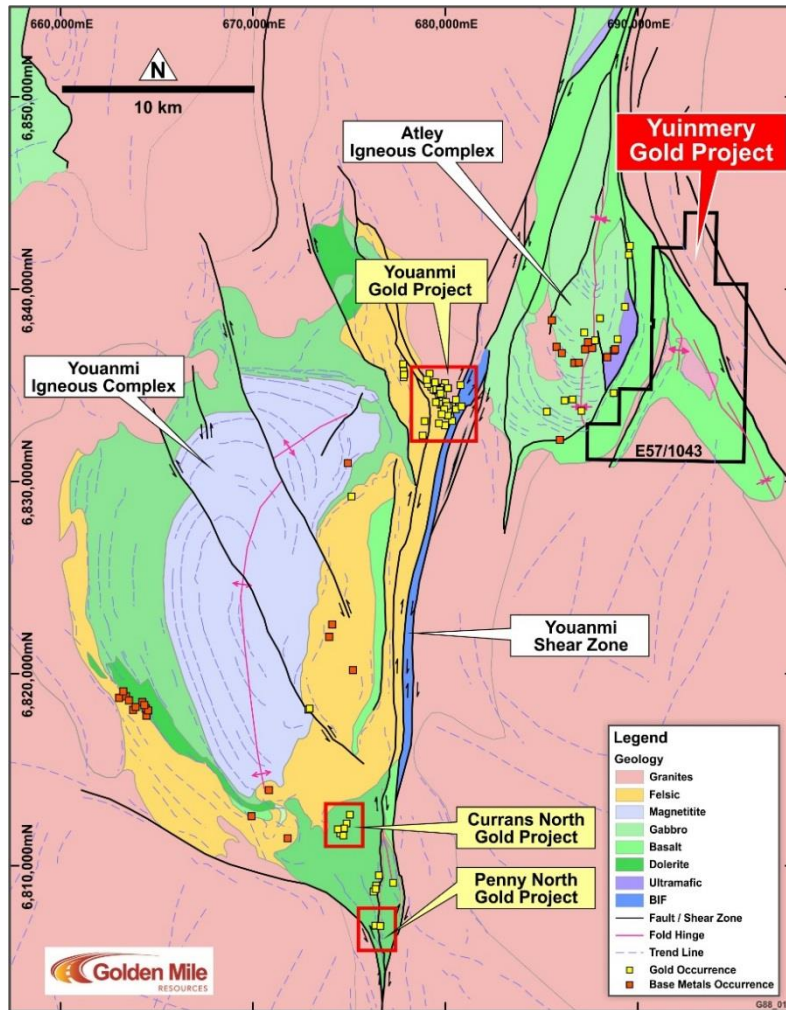 660,000mE
670,000mE
680,000mE
690,000mE
N
10 km
6,850,000mN
6,840,000mN
6,830,000mN
6,820,000mN
6,810,000mN
Atley
Igneous Complex
Yuinmery
Gold Project
Youanmi
Gold Project
Youanmi
Igneous Complex
E57/1043
Youanmi
Shear Zone
Currans North
Gold Project
Penny North
Gold Project
Legend
Geology
Granites
Felsic
Magnetitite
Gabbro
Basalt
Dolerite
Ultramafic
BIF
Fault / Shear Zone
Fold Hinge
Trend Line
Gold Occurrence
Base Metals Occurrence
Golden Mile
RESOURCES
G88_01